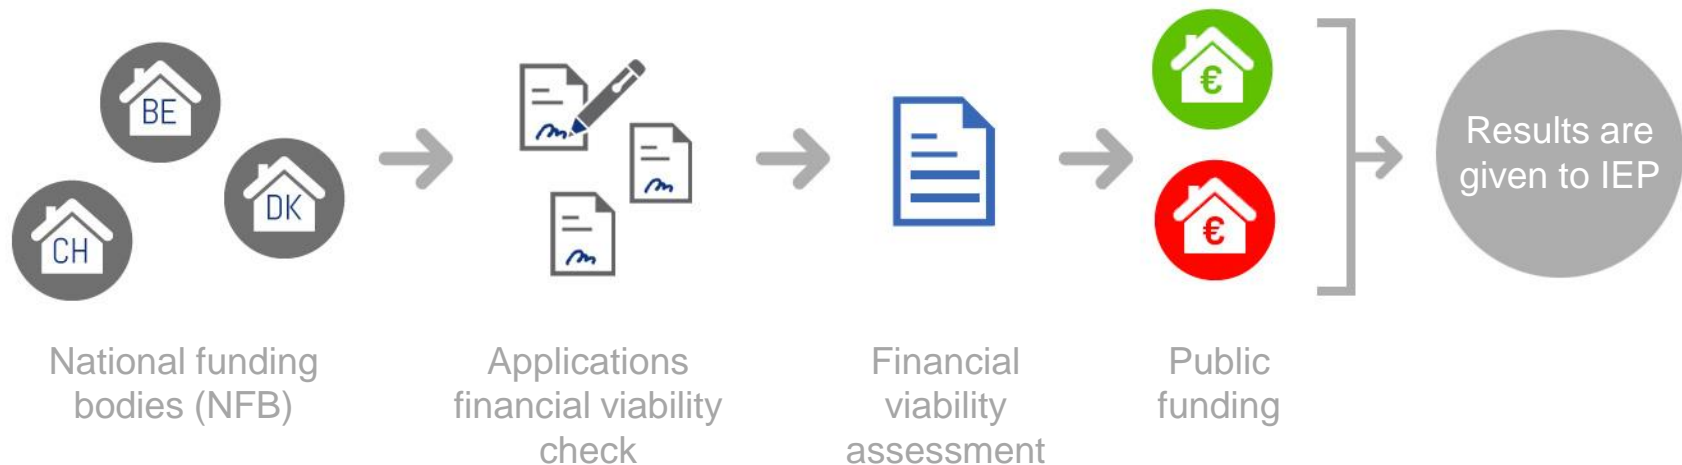 BE
DK
CH
€
€
Results are
given to IEP
National funding
bodies (NFB)
Applications
financial viability
check
Financial
viability
assessment
Public
funding